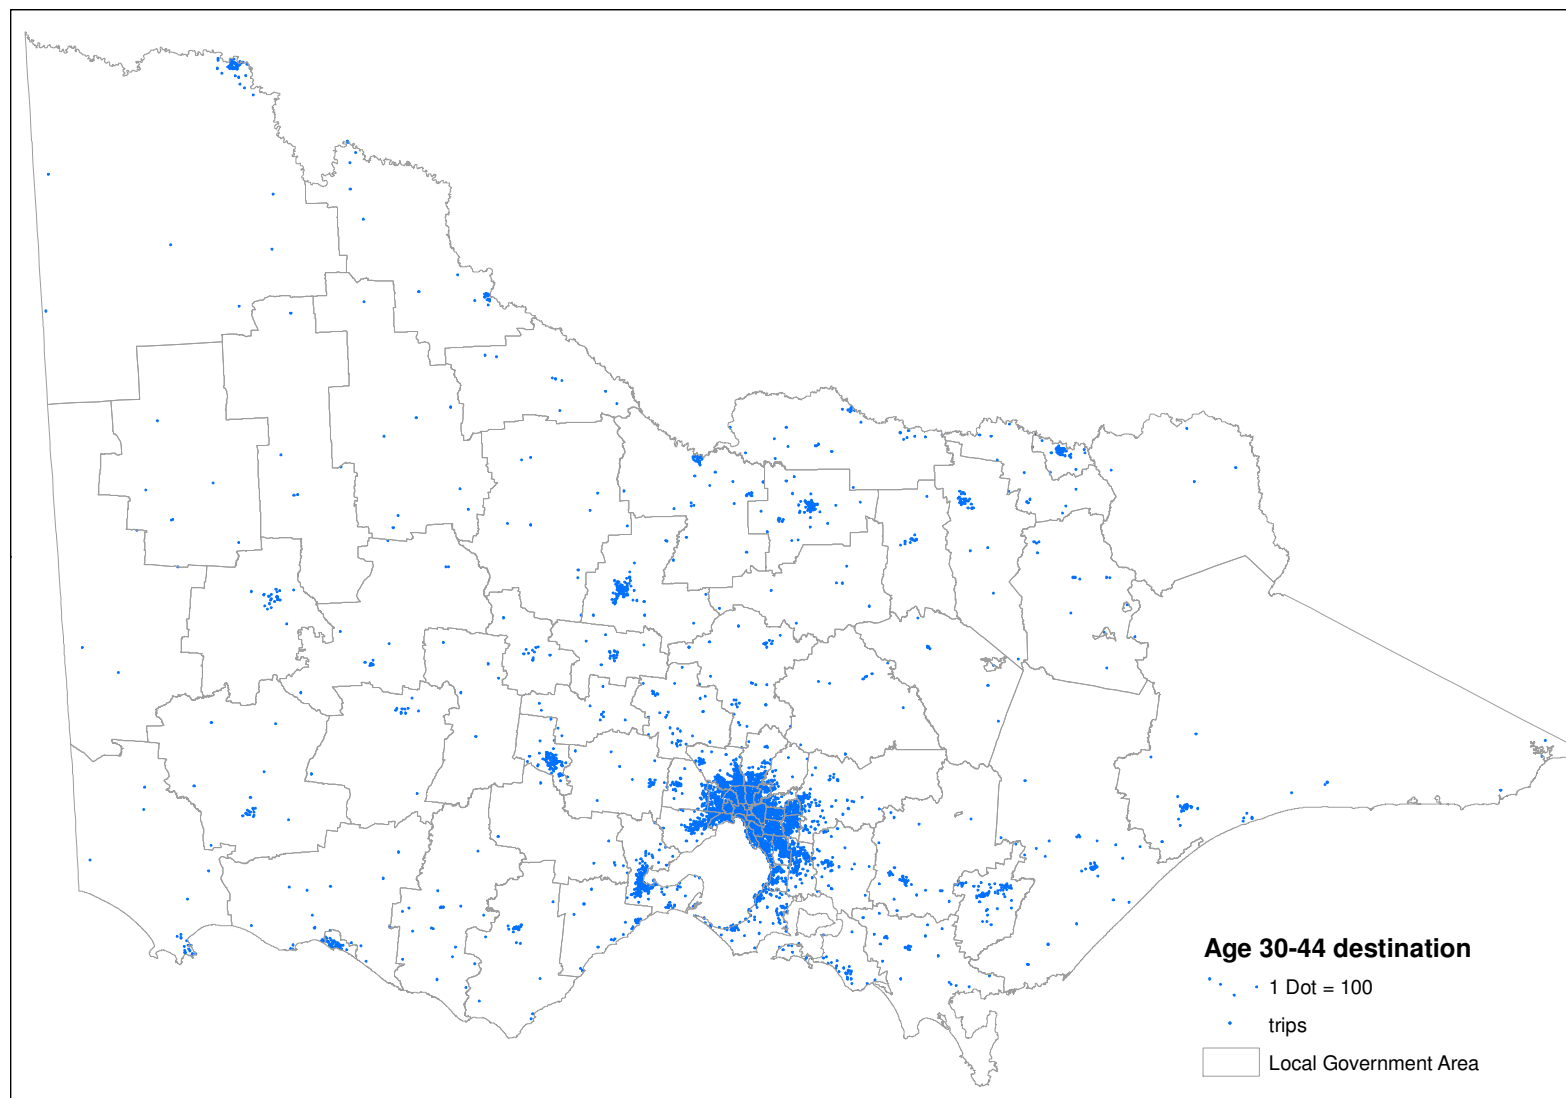 Age 30-44 destination
1 Dot = 100
trips
Local Government Area